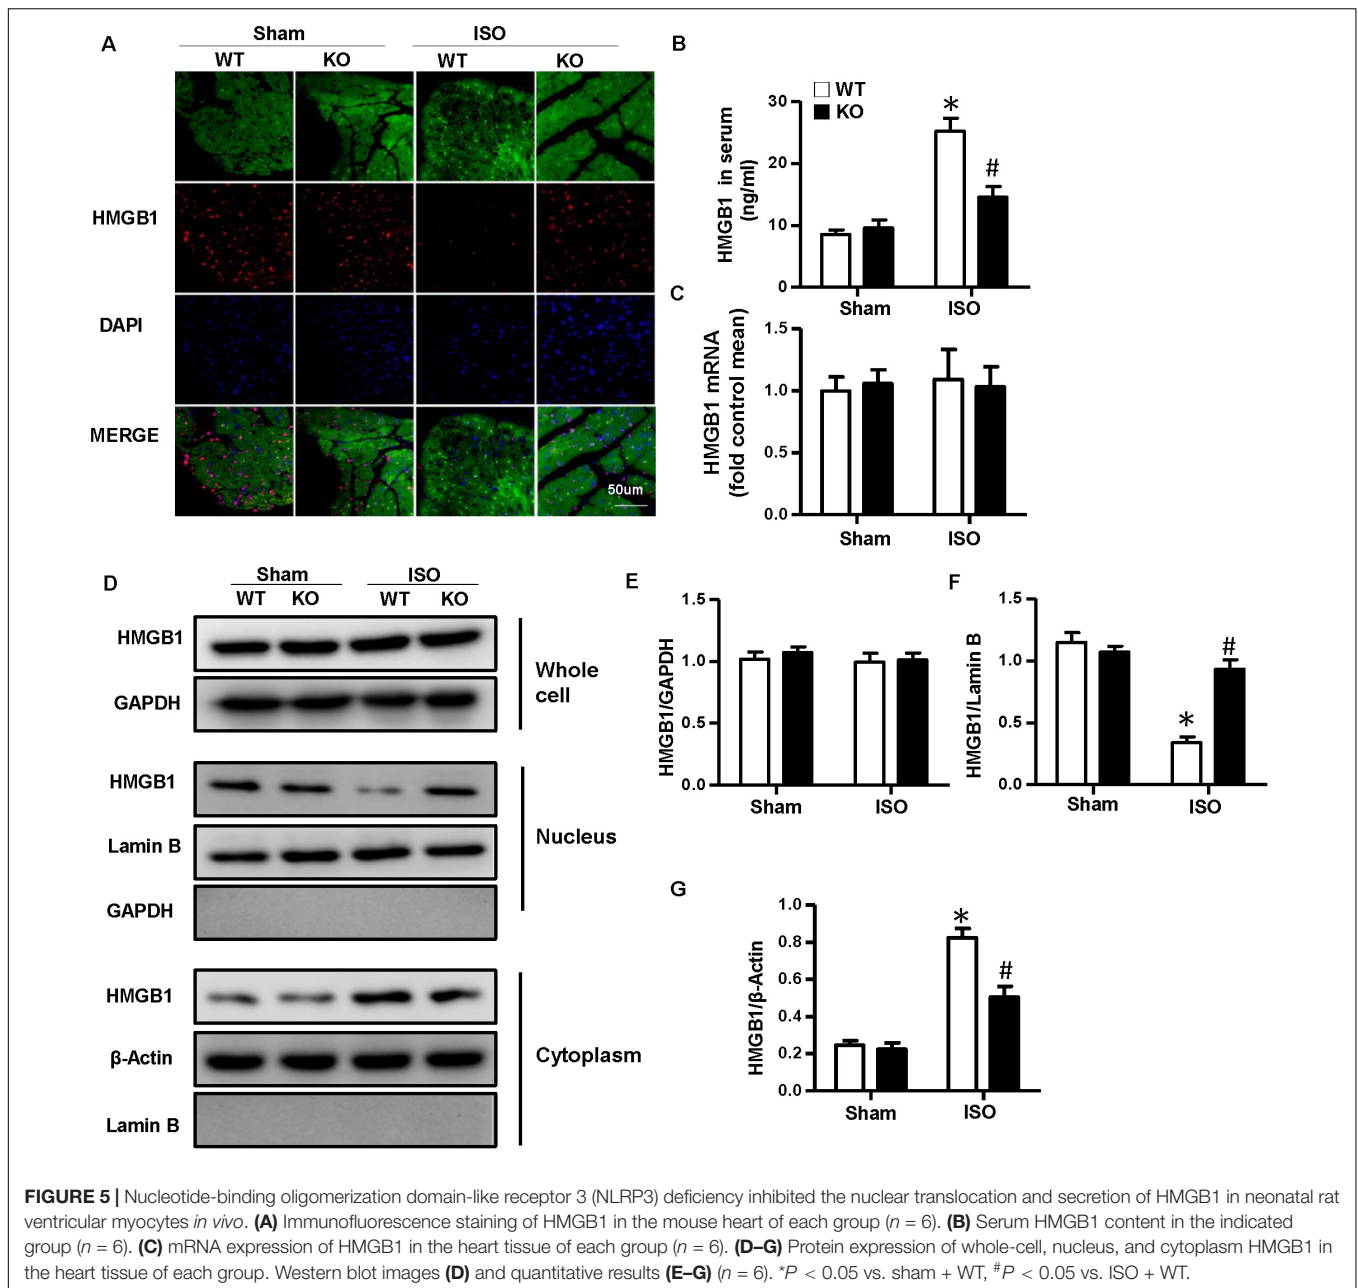 A
Sham
ISO
WT
KO
WT
KO
HMGB1
DAPI
MERGE
50um
B
WT
KO
HMGB1 in serum
(ng/ml)
30
20
10
0
*
#
Sham
ISO
C
HMGB1 mRNA
(fold control mean)
1.5
1.0
0.5
0.0
Sham
ISO
D
Sham
ISO
WT
KO
WT
KO
HMGB1
GAPDH
Whole
cell
HMGB1
Lamin B
GAPDH
Nucleus
HMGB1
β-Actin
Lamin B
Cytoplasm
E
HMGB1/GAPDH
1.5
1.0
0.5
0.0
Sham
ISO
F
HMGB1/Lamin B
1.5
1.0
0.5
0.0
*
#
Sham
ISO
G
HMGB1/β-Actin
1.0
0.8
0.6
0.4
0.2
0.0
*
#
Sham
ISO
FIGURE 5 | Nucleotide-binding oligomerization domain-like receptor 3 (NLRP3) deficiency inhibited the nuclear translocation and secretion of HMGB1 in neonatal rat
ventricular myocytes in vivo. (A) Immunofluorescence staining of HMGB1 in the mouse heart of each group (n = 6). (B) Serum HMGB1 content in the indicated
group (n = 6). (C) mRNA expression of HMGB1 in the heart tissue of each group (n = 6). (D–G) Protein expression of whole-cell, nucleus, and cytoplasm HMGB1 in
the heart tissue of each group. Western blot images (D) and quantitative results (E–G) (n = 6). *P < 0.05 vs. sham + WT, #P < 0.05 vs. ISO + WT.